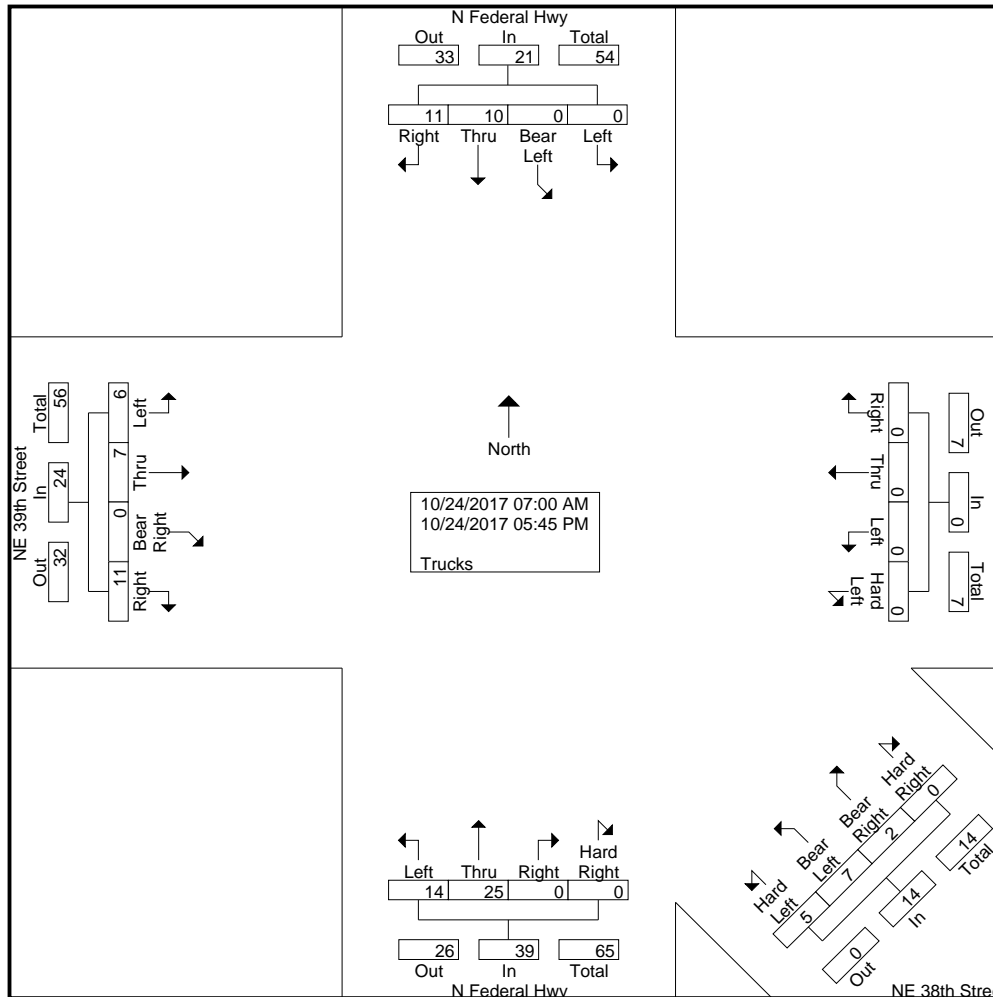 N Federal Hwy
Out In Total
33 21 54
11 10 0 0
Right Thru Bear Left Left
NE 39th Street
Total In Out
56 24 32
6 7 0 11
Left Thru Bear Right Right
North
10/24/2017 07:00 AM
10/24/2017 05:45 PM
Trucks
Right Thru Left Hard Left
0 0 0 0
Out In Total
7 0 7
Hard Right Bear Right Bear Left Hard Left
0 2 7 5
Total In Out
14 14 0
NE 38th Stree
Left Thru Right Hard Right
14 25 0 0
26 39 65
Out In Total
N Federal Hwy